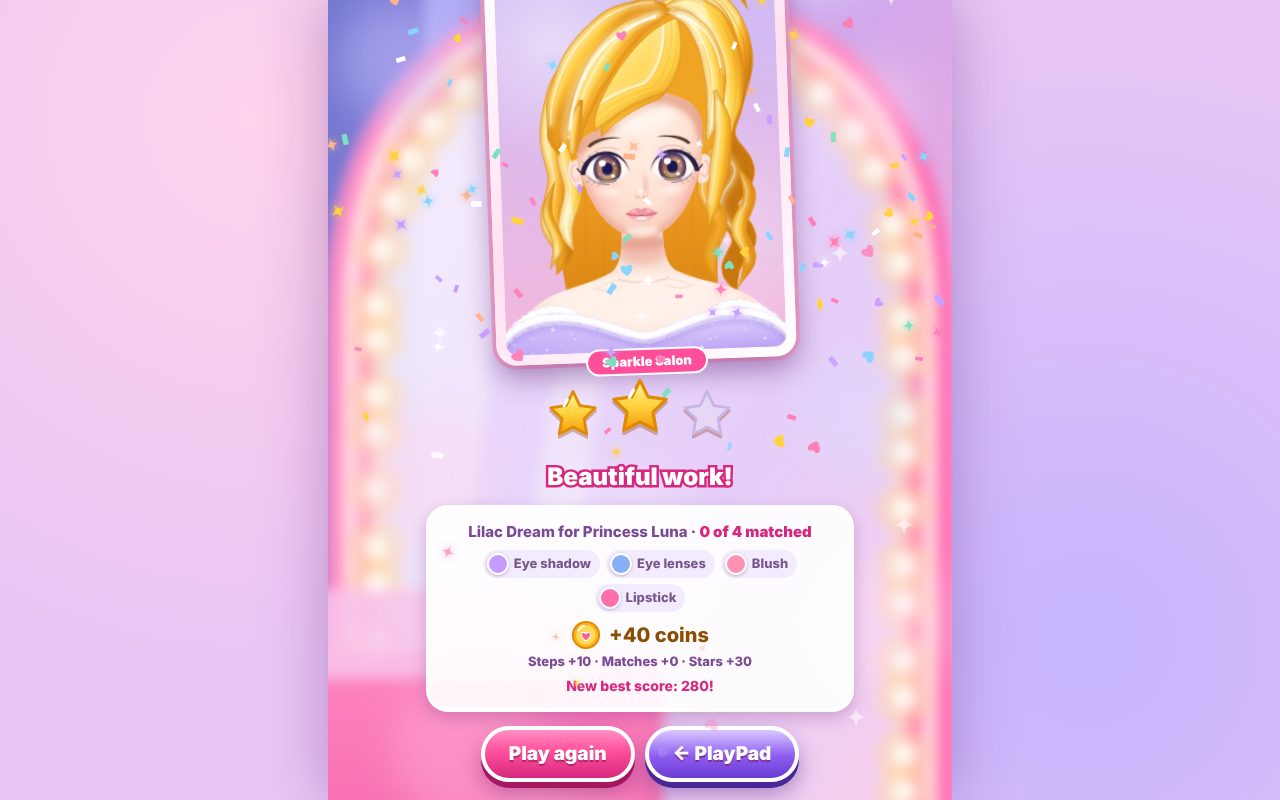 Sparkle Salon
Beautiful work!
Lilac Dream for Princess Luna · 0 of 4 matched
Eye shadow
Eye lenses
Blush
Lipstick
+40 coins
Steps +10 · Matches +0 · Stars +30
New best score: 280!
Play again
← PlayPad